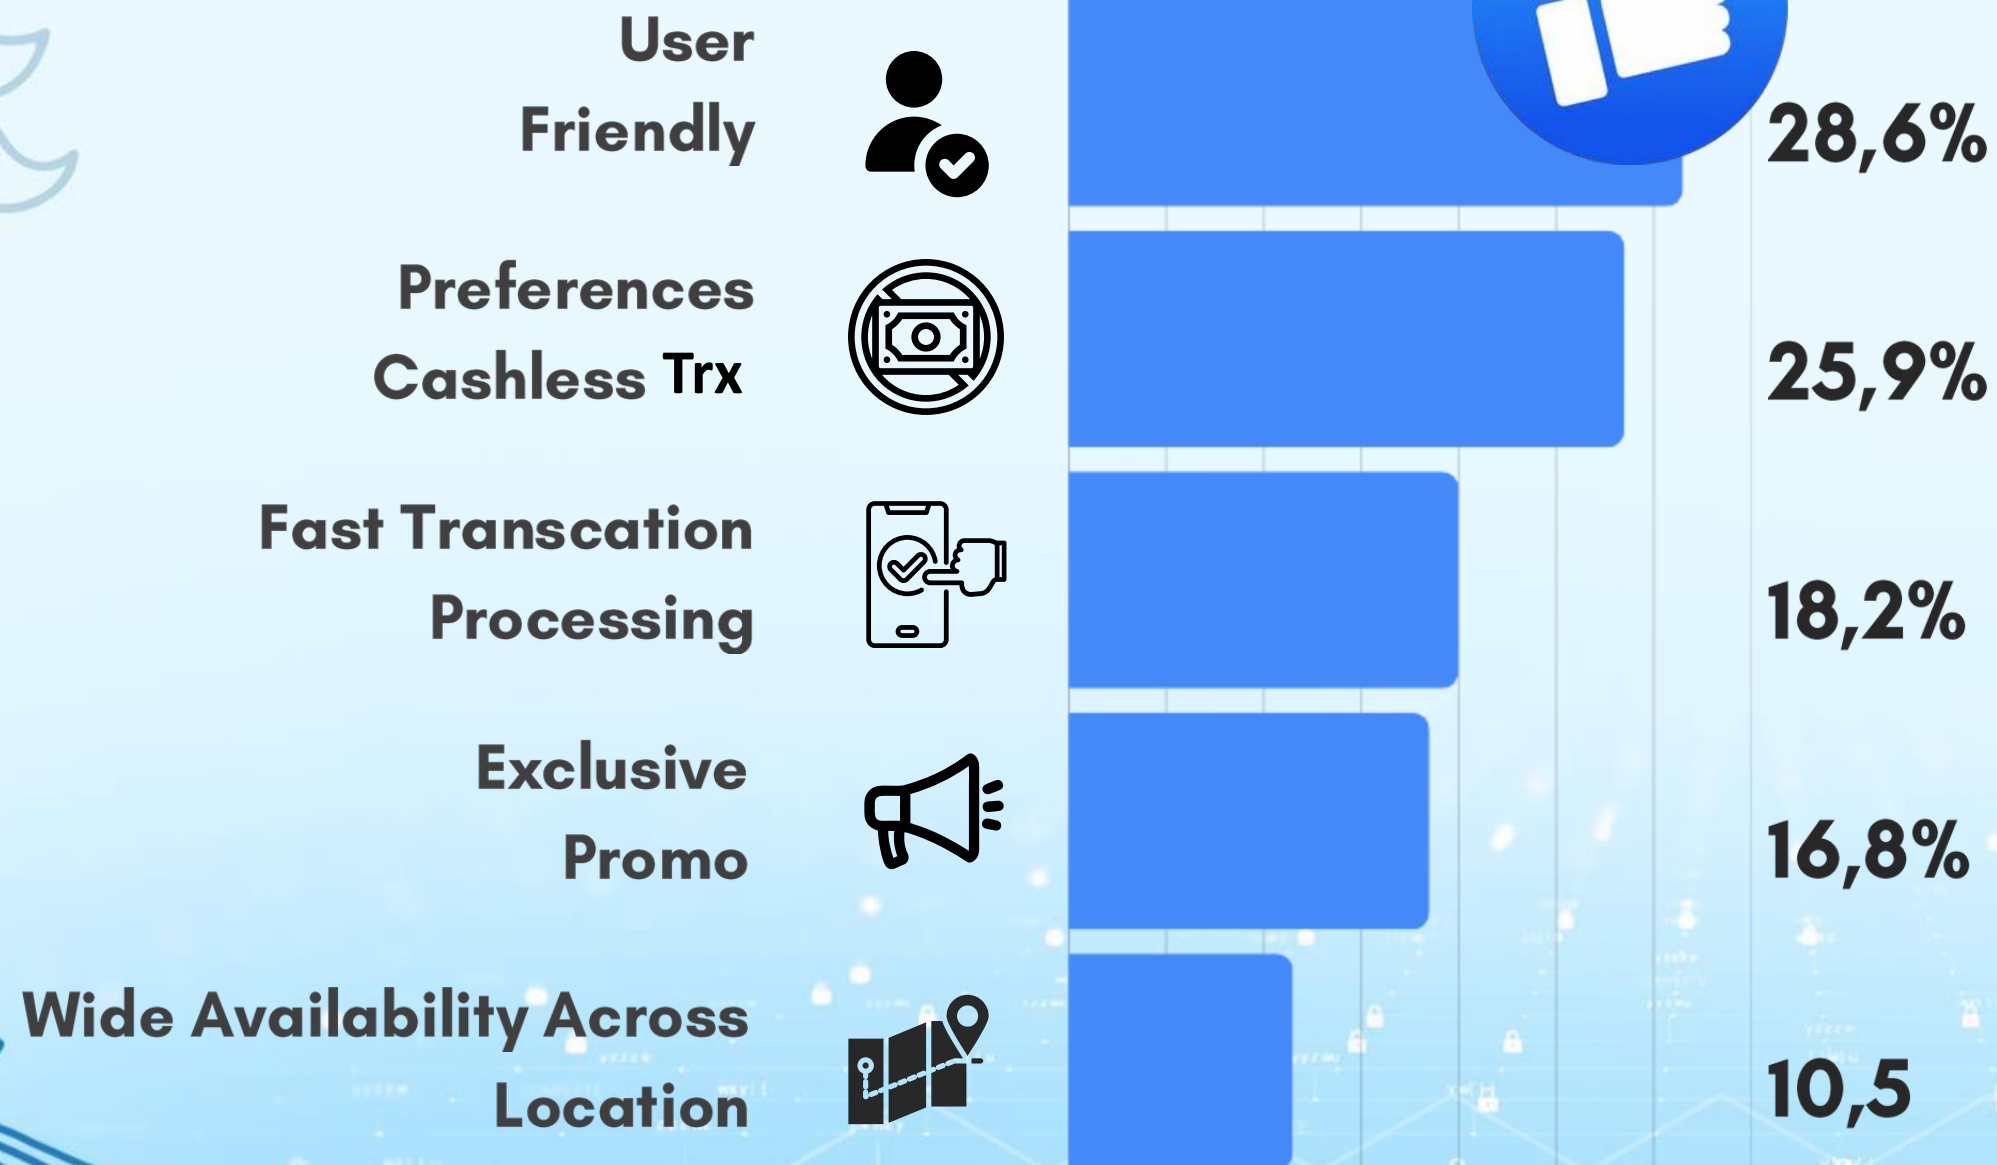 User
Friendly
28,6%
Preferences
Cashless Trx
25,9%
Fast Transcation
Processing
18,2%
Exclusive
Promo
16,8%
Wide Availability Across
Location
10,5